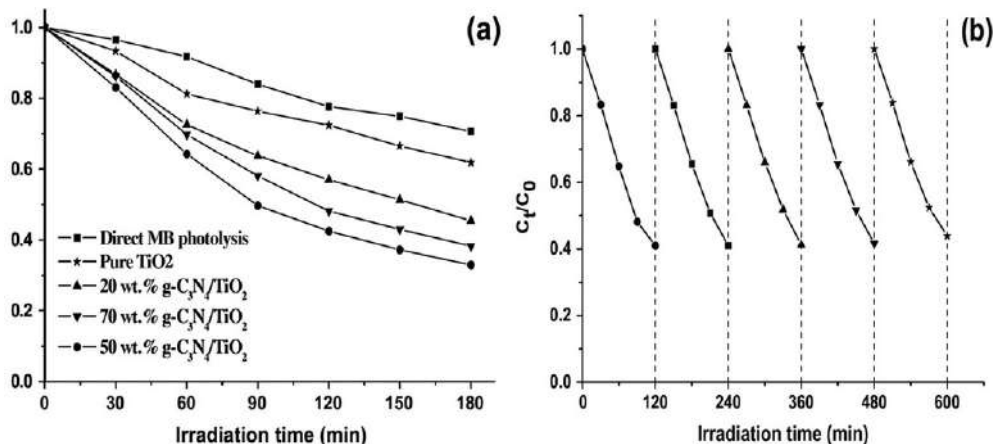 (a)
1.0
0.8
0.6
0.4
0.2
0.0
Direct MB photolysis
Pure TiO2
20 wt.% g-C₃N₄/TiO₂
70 wt.% g-C₃N₄/TiO₂
50 wt.% g-C₃N₄/TiO₂
0 30 60 90 120 150 180
Irradiation time (min)
(b)
Cₜ/C₀
1.0
0.8
0.6
0.4
0.2
0.0
0 120 240 360 480 600
Irradiation time (min)